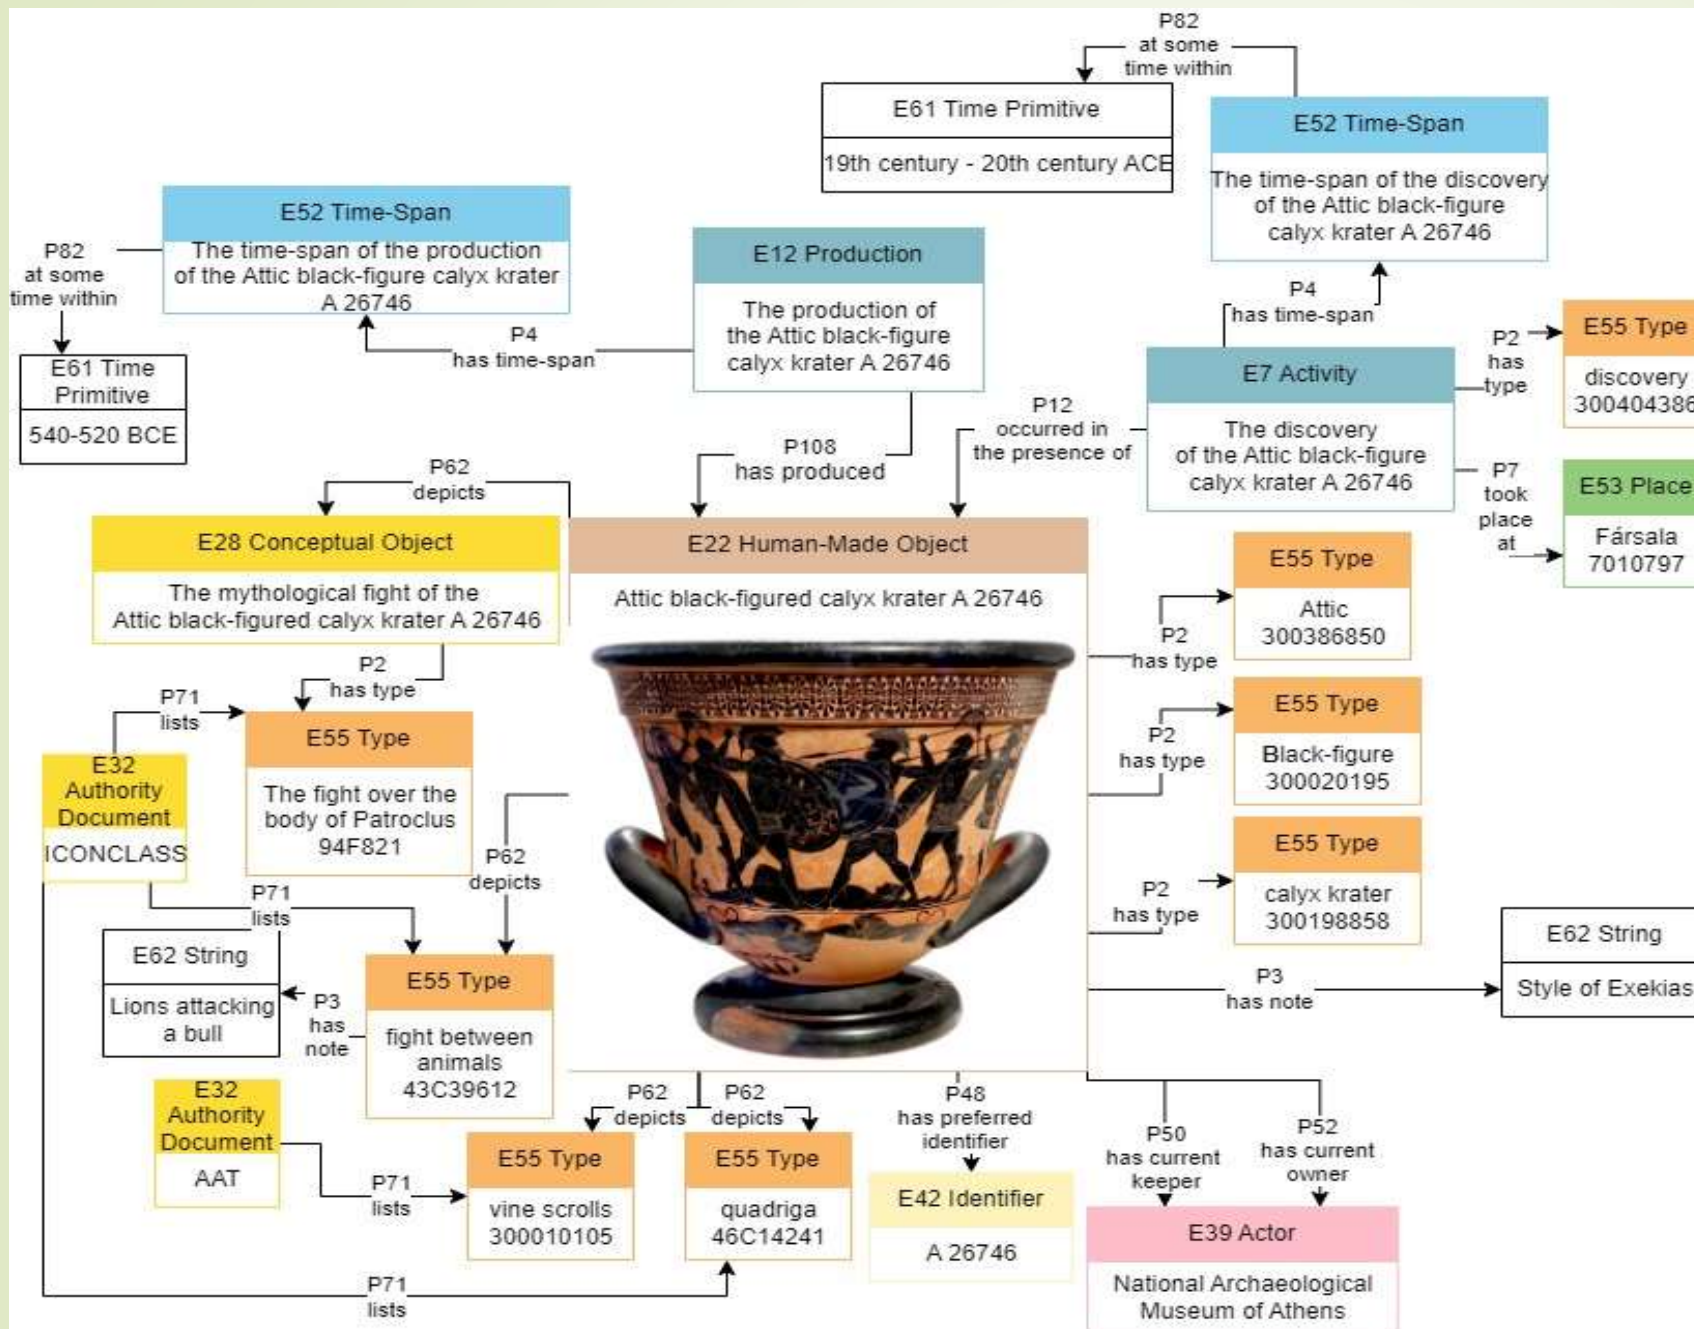 P82
at some
time within
E61 Time Primitive
19th century - 20th century ACE
E52 Time-Span
The time-span of the discovery
of the Attic black-figure
calyx krater A 26746
E52 Time-Span
The time-span of the production
of the Attic black-figure calyx krater
A 26746
P82
at some
time within
E61 Time
Primitive
540-520 BCE
P4
has time-span
E12 Production
The production of
the Attic black-figure
calyx krater A 26746
P4
has time-span
E7 Activity
The discovery
of the Attic black-figure
calyx krater A 26746
P2
has
type
E55 Type
discovery
300404386
P7
took
place
at
E53 Place
Fársala
7010797
P12
occurred in
the presence of
P108
has produced
P62
depicts
E28 Conceptual Object
The mythological fight of the
Attic black-figured calyx krater A 26746
E22 Human-Made Object
Attic black-figured calyx krater A 26746
P2
has type
E55 Type
Attic
300386850
P2
has type
E55 Type
Black-figure
300020195
P2
has type
E55 Type
calyx krater
300198858
P2
has type
P71
lists
E55 Type
The fight over the
body of Patroclus
94F821
E32
Authority
Document
ICONCLASS
P62
depicts
P71
lists
E62 String
Lions attacking
a bull
P3
has
note
E55 Type
fight between
animals
43C39612
P3
has note
E62 String
Style of Exekias
E32
Authority
Document
AAT
P71
lists
P62
depicts
P62
depicts
E55 Type
vine scrolls
300010105
E55 Type
quadriga
46C14241
P48
has preferred
identifier
E42 Identifier
A 26746
P50
has current
keeper
P52
has current
owner
E39 Actor
National Archaeological
Museum of Athens
P71
lists